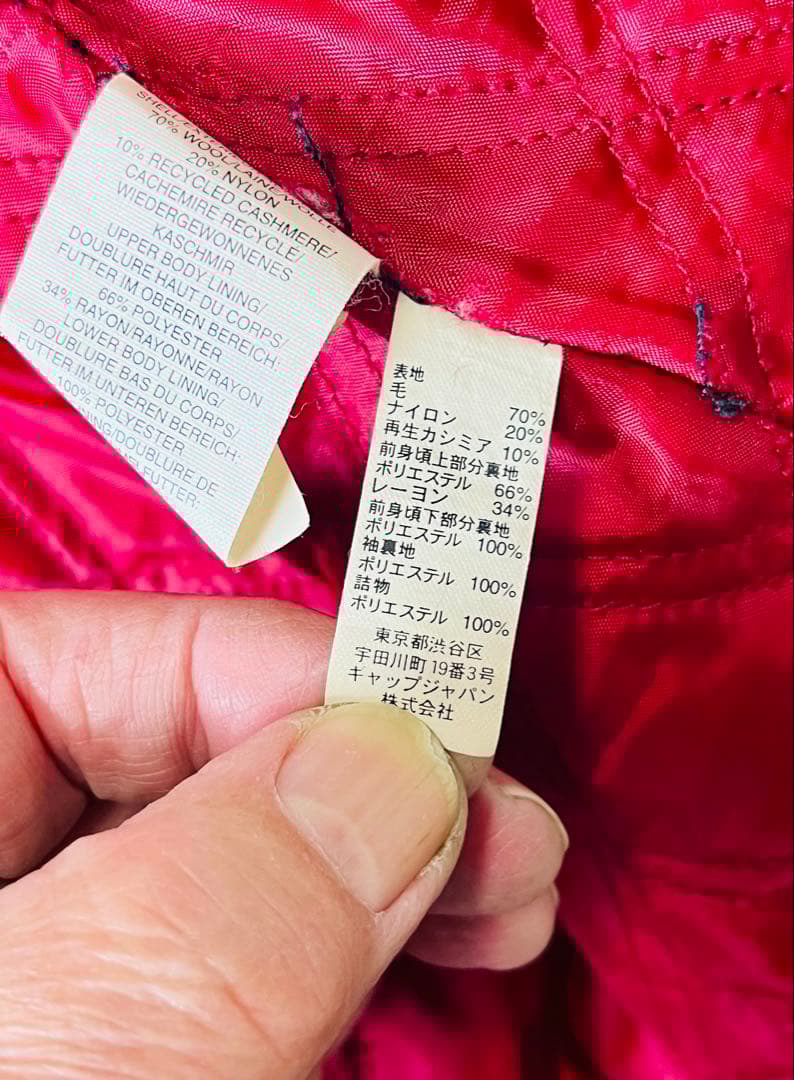 70% WOOL/LAINE/WOLLE
20% NYLON
10% RECYCLED CASHMERE/
CACHEMIRE RECYCLE/
WIEDERGEWONNENES
KASCHMIR
UPPER BODY LINING/
DOUBLURE HAUT DU CORPS/
FUTTER IM OBEREN BEREICH:
66% POLYESTER
34% RAYON/RAYONNE/RAYON
LOWER BODY LINING/
DOUBLURE BAS DU CORPS/
FUTTER IM UNTEREN BEREICH:
100% POLYESTER
表地
毛 70%
ナイロン 20%
再生カシミア 10%
前身頃上部分裏地
ポリエステル 66%
レーヨン 34%
前身頃下部分裏地
ポリエステル 100%
袖裏地
ポリエステル 100%
詰物
ポリエステル 100%
東京都渋谷区
宇田川町19番3号
ギャップジャパン
株式会社